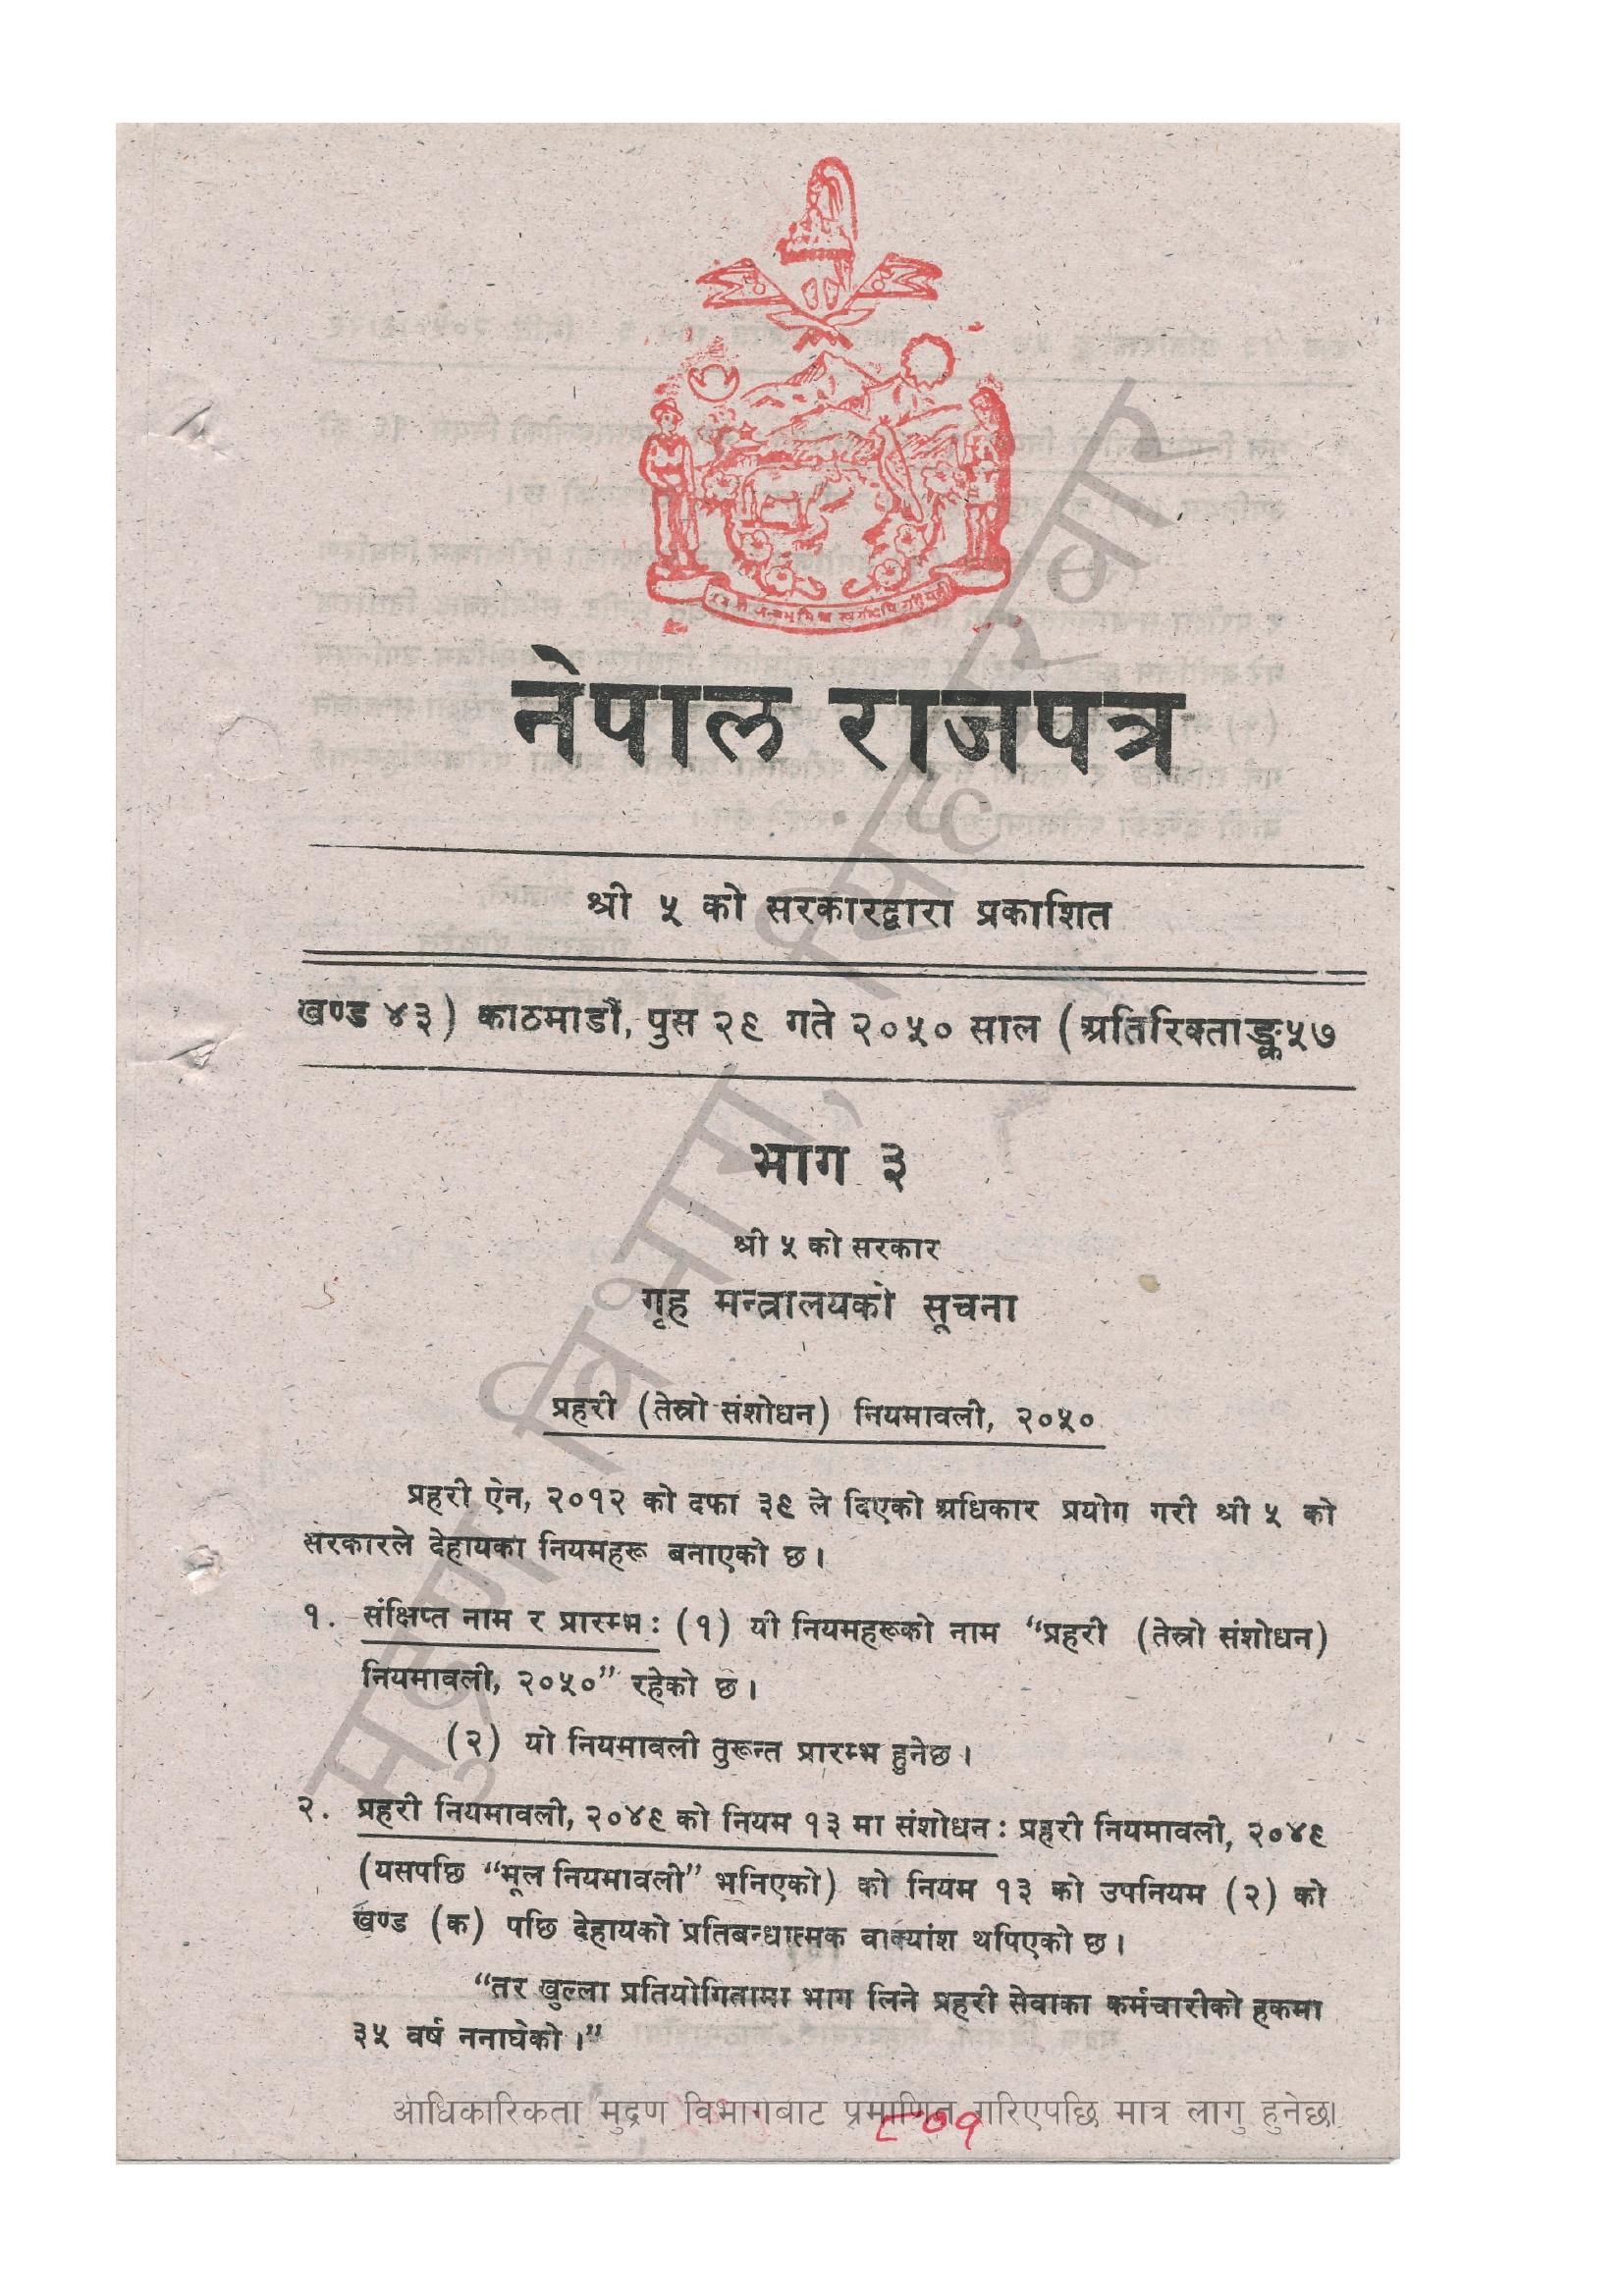 नेपाल राजपत्र
श्री ५ को सरकारद्वारा प्रकाशित
खण्ड ४३) काठमाडौं, पुस २९ गते २०५० साल (अतिरिक्ताङ्क ५७
भाग ३
श्री ५ को सरकार
गृह मन्त्रालयको सूचना
प्रहरी (तेस्रो संशोधन) नियमावली, २०५०
प्रहरी ऐन, २०१२ को दफा ३९ ले दिएको अधिकार प्रयोग गरी श्री ५ को
सरकारले देहायका नियमहरू बनाएको छ।
१. संक्षिप्त नाम र प्रारम्भ: (१) यी नियमहरूको नाम “प्रहरी (तेस्रो संशोधन)
नियमावली, २०५०” रहेको छ।
(२) यो नियमावली तुरून्त प्रारम्भ हुनेछ।
२. प्रहरी नियमावली, २०४९ को नियम १३ मा संशोधन: प्रहरी नियमावली, २०४९
(यसपछि “मूल नियमावली” भनिएको) को नियम १३ को उपनियम (२) को
खण्ड (क) पछि देहायको प्रतिबन्धात्मक वाक्यांश थपिएको छ।
“तर खुल्ला प्रतियोगितामा भाग लिने प्रहरी सेवाका कर्मचारीको हकमा
३५ वर्ष ननाघेको।”
आधिकारिकता मुद्रण विभागबाट प्रमाणित गरिएपछि मात्र लागु हुनेछ।
मुद्रण विभाग, सिंहदरबार